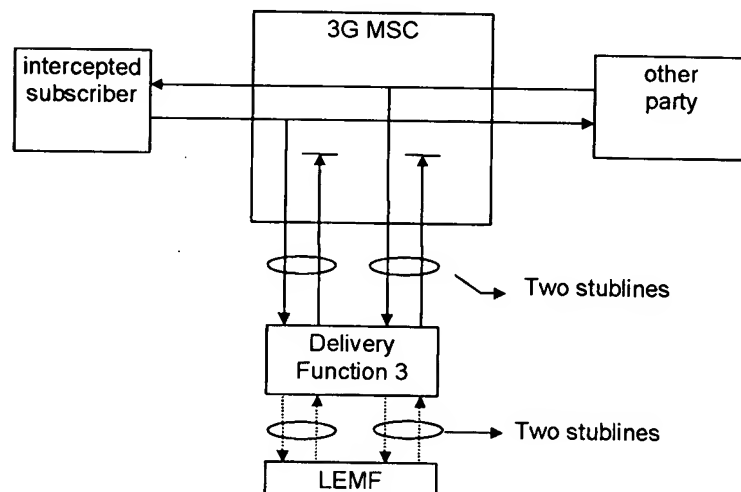 3G MSC
intercepted
subscriber
other
party
Two stublines
Delivery
Function 3
Two stublines
LEMF